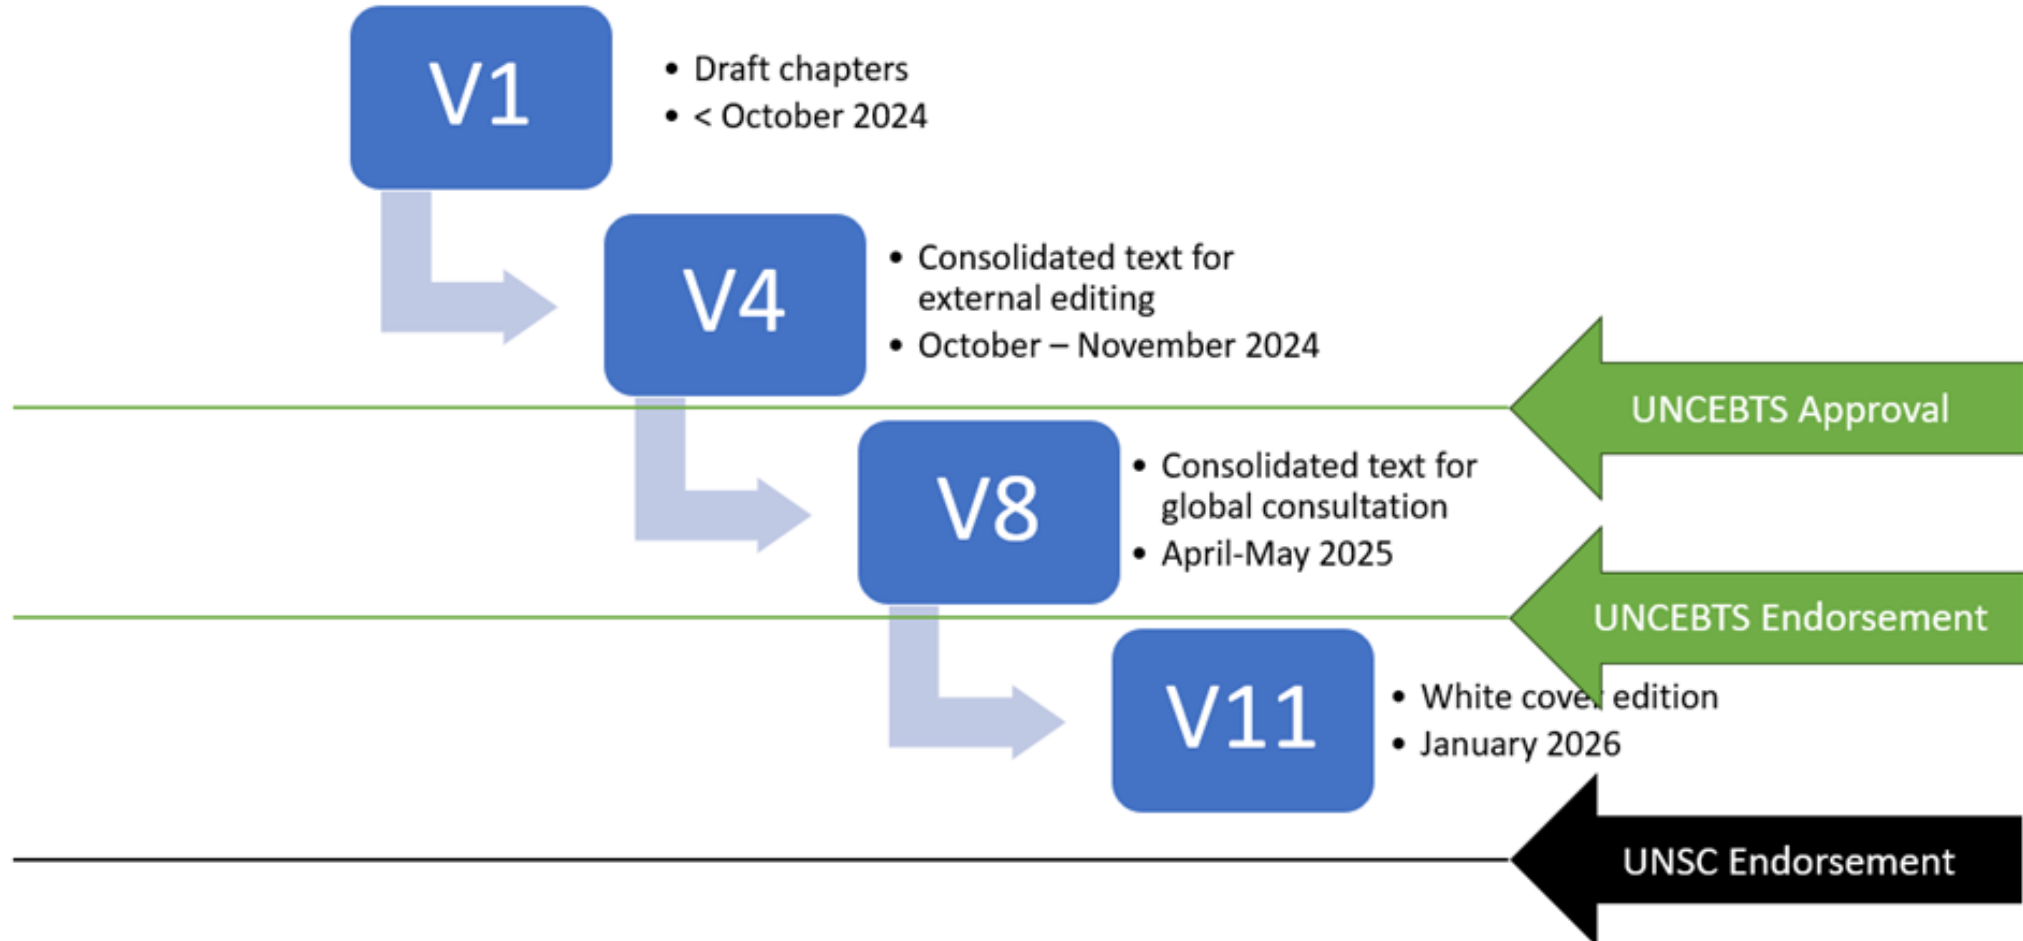 V1
• Draft chapters
• < October 2024
V4
• Consolidated text for
external editing
• October – November 2024
UNCEBTS Approval
V8
• Consolidated text for
global consultation
• April-May 2025
UNCEBTS Endorsement
V11
• White cover edition
• January 2026
UNSC Endorsement